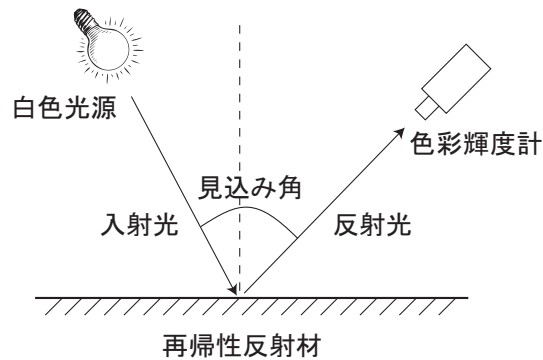 白色光源
色彩輝度計
見込み角
入射光
反射光
再帰性反射材